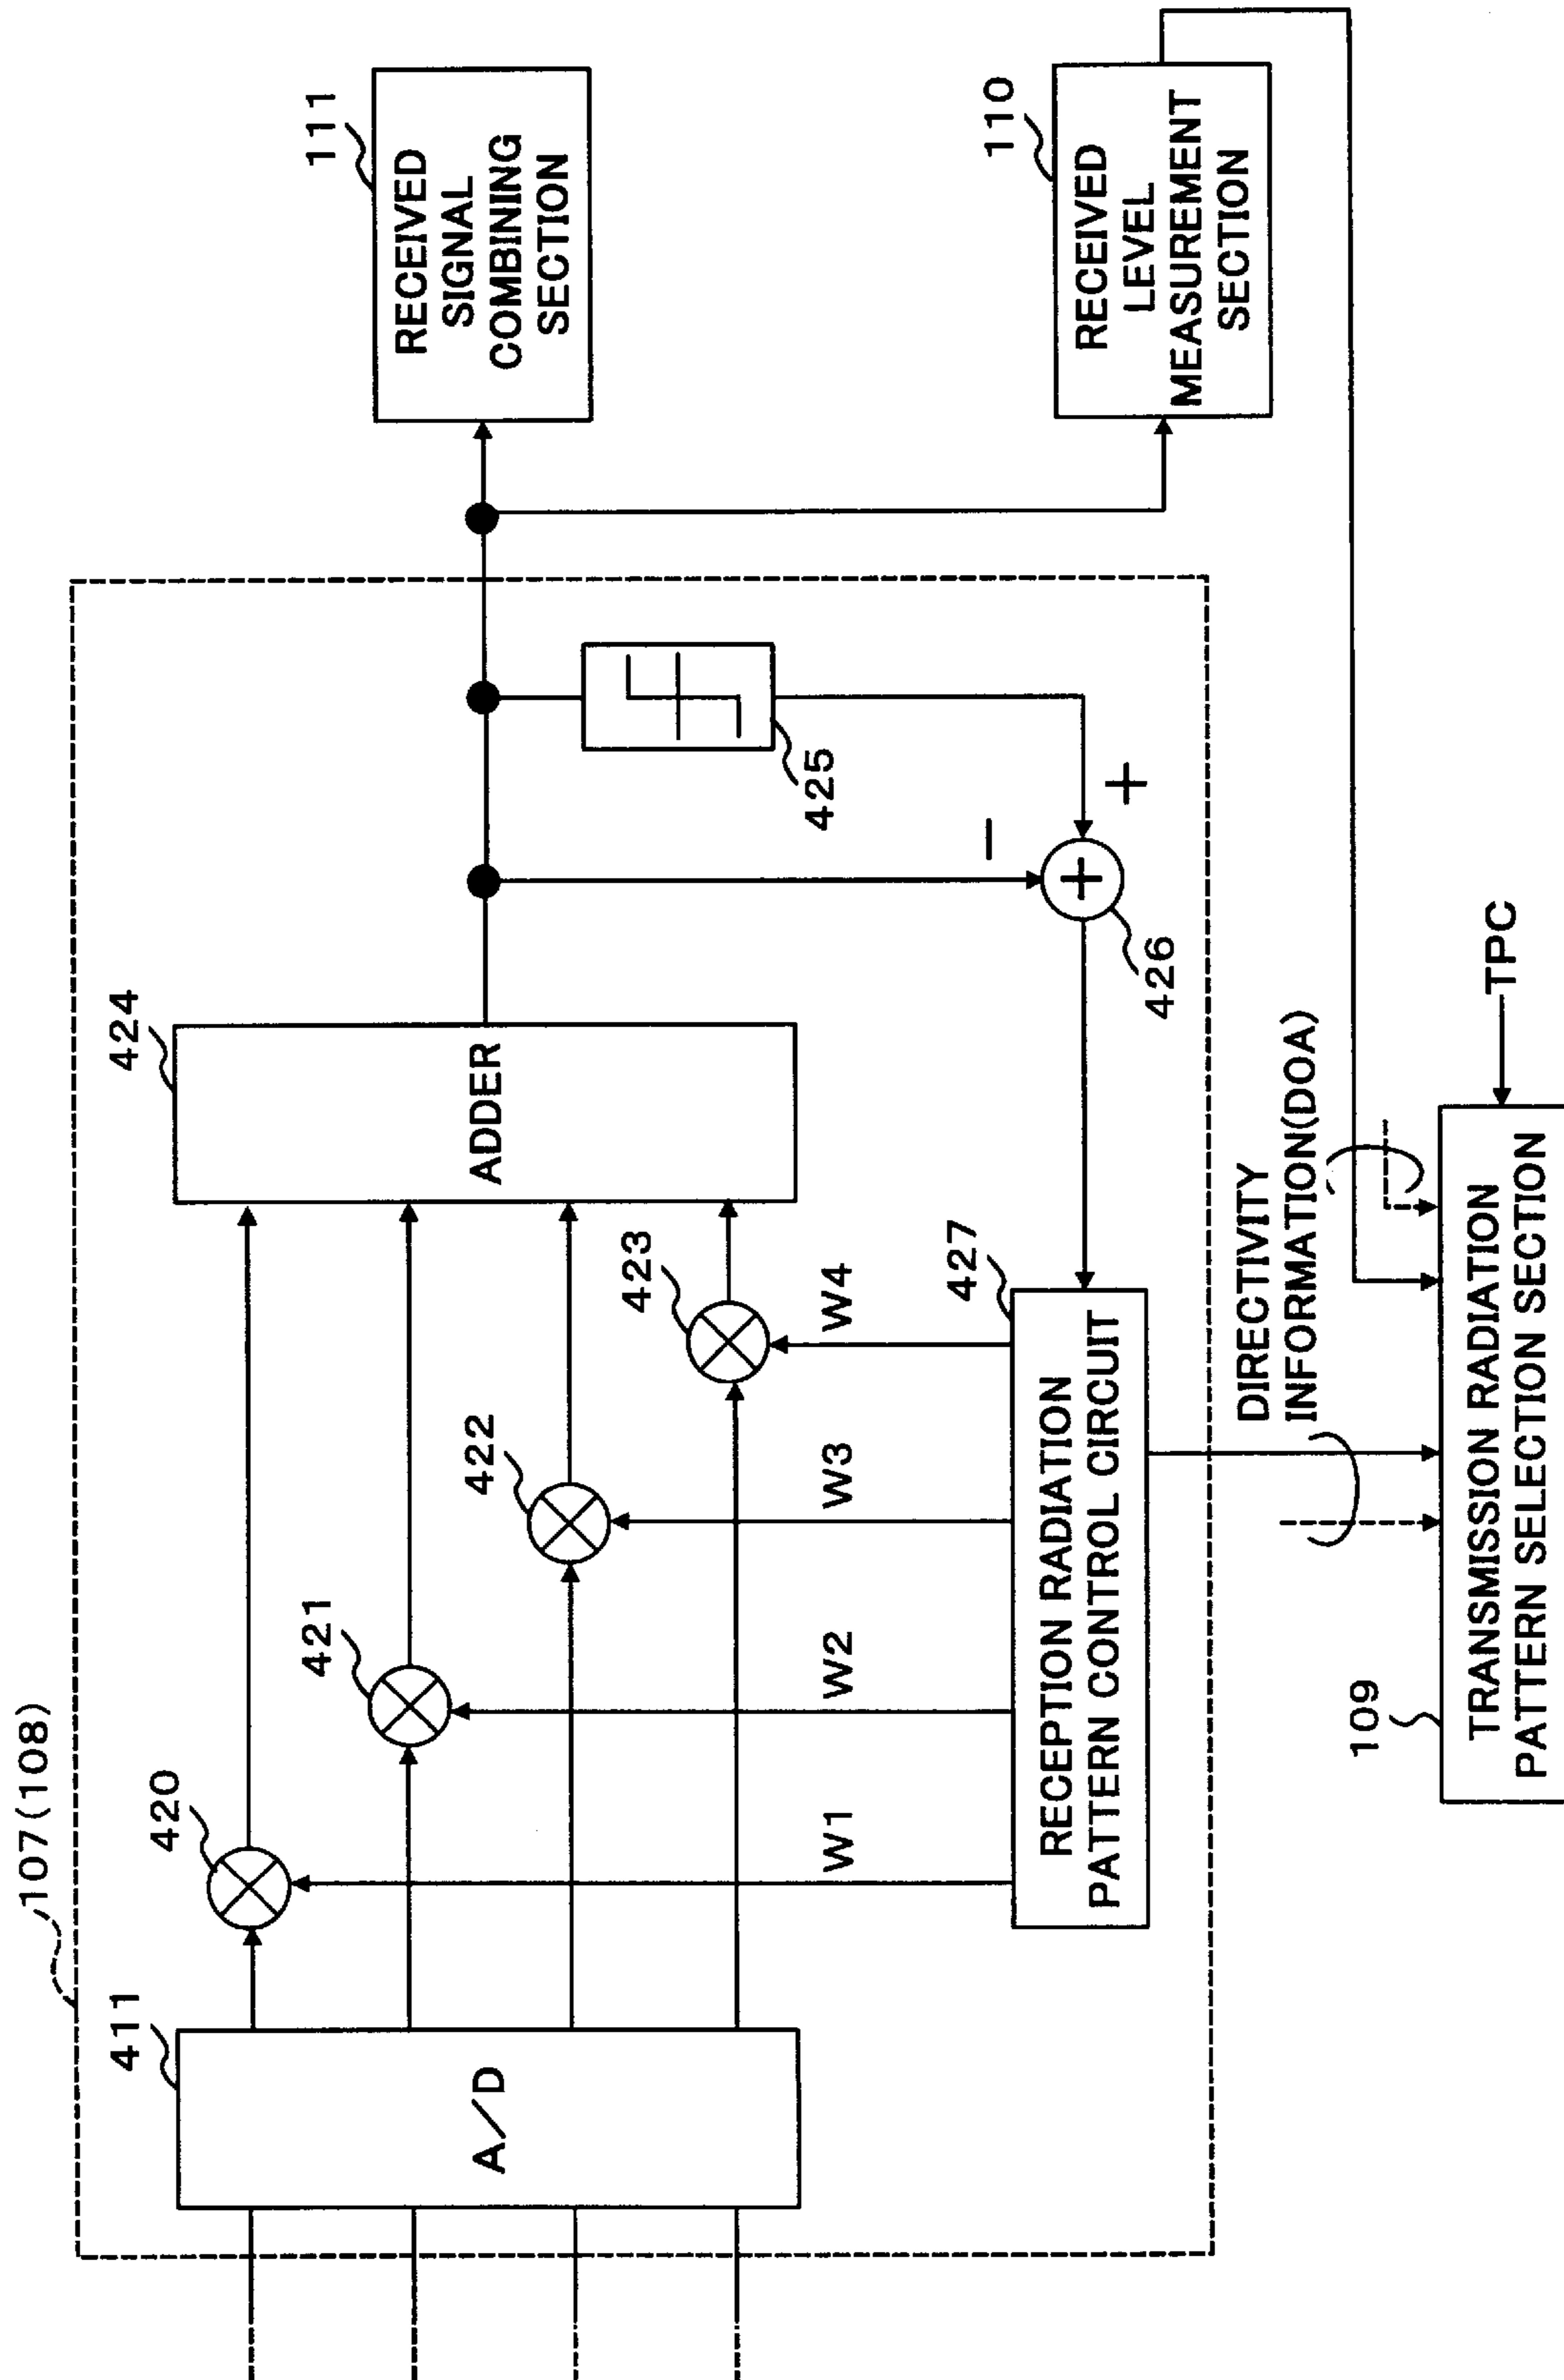 107(108)
411
A/D
420
421
422
423
W1
W2
W3
W4
424
ADDER
425
−
+
+
426
427
RECEPTION RADIATION
PATTERN CONTROL CIRCUIT
111
RECEIVED
SIGNAL
COMBINING
SECTION
110
RECEIVED
LEVEL
MEASUREMENT
SECTION
DIRECTIVITY
INFORMATION(DOA)
TPC
109
TRANSMISSION RADIATION
PATTERN SELECTION SECTION